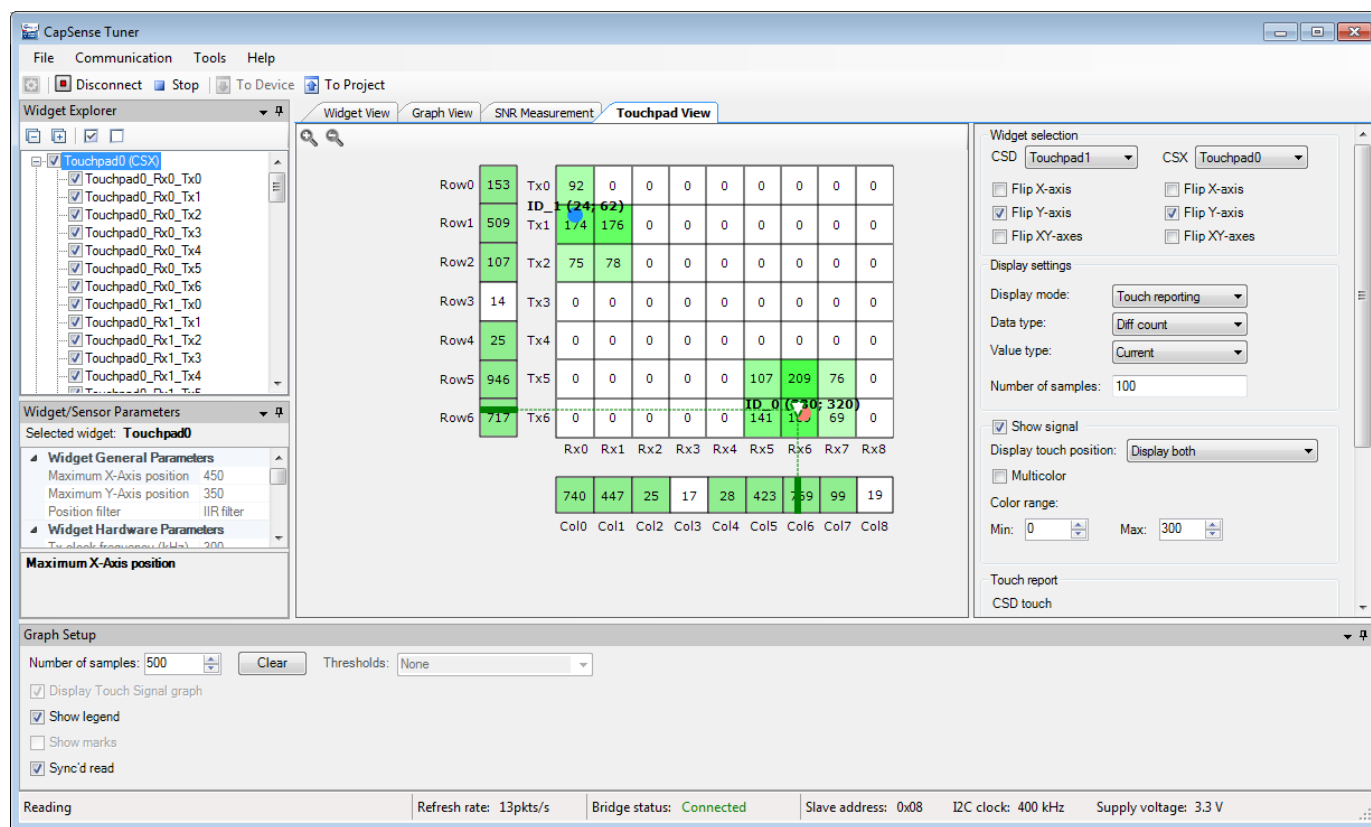 CapSense Tuner
File Communication Tools Help
Disconnect Stop To Device To Project
Widget Explorer
Touchpad0 (CSX)
Touchpad0_Rx0_Tx0
Touchpad0_Rx0_Tx1
Touchpad0_Rx0_Tx2
Touchpad0_Rx0_Tx3
Touchpad0_Rx0_Tx4
Touchpad0_Rx0_Tx5
Touchpad0_Rx0_Tx6
Touchpad0_Rx1_Tx0
Touchpad0_Rx1_Tx1
Touchpad0_Rx1_Tx2
Touchpad0_Rx1_Tx3
Touchpad0_Rx1_Tx4
Touchpad0_Rx1_Tx5
Widget/Sensor Parameters
Selected widget: Touchpad0
Widget General Parameters
Maximum X-Axis position 450
Maximum Y-Axis position 350
Position filter IIR filter
Widget Hardware Parameters
Tx clock frequency (kHz) 300
Maximum X-Axis position
Widget View Graph View SNR Measurement Touchpad View
Row0 153 Tx0 92 0 0 0 0 0 0 0 0
ID_1 (24; 62)
Row1 509 Tx1 174 176 0 0 0 0 0 0 0
Row2 107 Tx2 75 78 0 0 0 0 0 0 0
Row3 14 Tx3 0 0 0 0 0 0 0 0 0
Row4 25 Tx4 0 0 0 0 0 0 0 0 0
Row5 946 Tx5 0 0 0 0 0 107 209 76 0
ID_0 ( 320)
Row6 717 Tx6 0 0 0 0 0 141 69 0
Rx0 Rx1 Rx2 Rx3 Rx4 Rx5 Rx6 Rx7 Rx8
740 447 25 17 28 423 99 19
Col0 Col1 Col2 Col3 Col4 Col5 Col6 Col7 Col8
Widget selection
CSD Touchpad1 CSX Touchpad0
Flip X-axis Flip X-axis
Flip Y-axis Flip Y-axis
Flip XY-axes Flip XY-axes
Display settings
Display mode: Touch reporting
Data type: Diff count
Value type: Current
Number of samples: 100
Show signal
Display touch position: Display both
Multicolor
Color range:
Min: 0 Max: 300
Touch report
CSD touch
Graph Setup
Number of samples: 500 Clear Thresholds: None
Display Touch Signal graph
Show legend
Show marks
Sync'd read
Reading Refresh rate: 13pkts/s Bridge status: Connected Slave address: 0x08 I2C clock: 400 kHz Supply voltage: 3.3 V